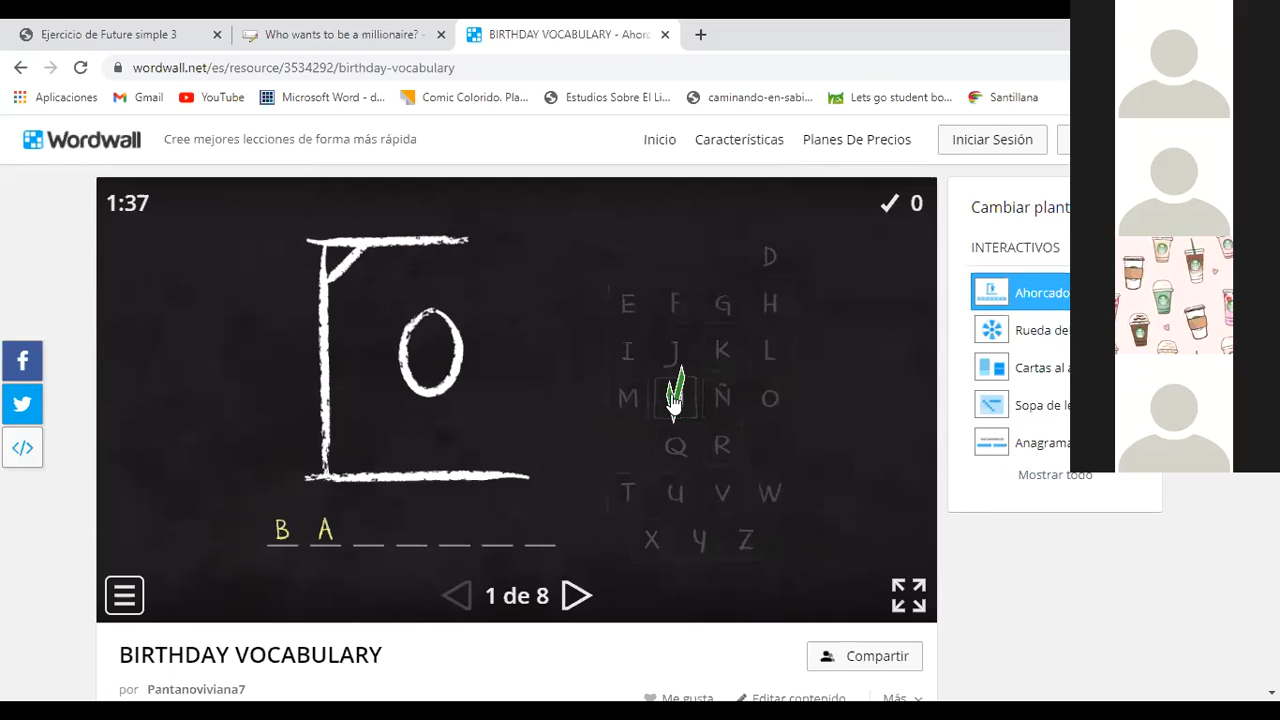 Ejercicio de Future simple 3
Who wants to be a millionaire? -
BIRTHDAY VOCABULARY - Ahorc
wordwall.net/es/resource/3534292/birthday-vocabulary
Aplicaciones
Gmail
YouTube
Microsoft Word - d...
Comic Colorido. Pla...
Estudios Sobre El Li...
caminando-en-sabi...
Lets go student bo...
Santillana
Wordwall
Cree mejores lecciones de forma más rápida
Inicio
Características
Planes De Precios
Iniciar Sesión
1:37
0
D
E F G H
I J K L
M Ñ O
Q R
T U V W
X Y Z
B A
1 de 8
Cambiar plant
INTERACTIVOS
Ahorcado
Rueda de
Cartas al a
Sopa de le
Anagrama
Mostrar todo
BIRTHDAY VOCABULARY
Compartir
por Pantanoviviana7
Me gusta
Editar contenido
Más